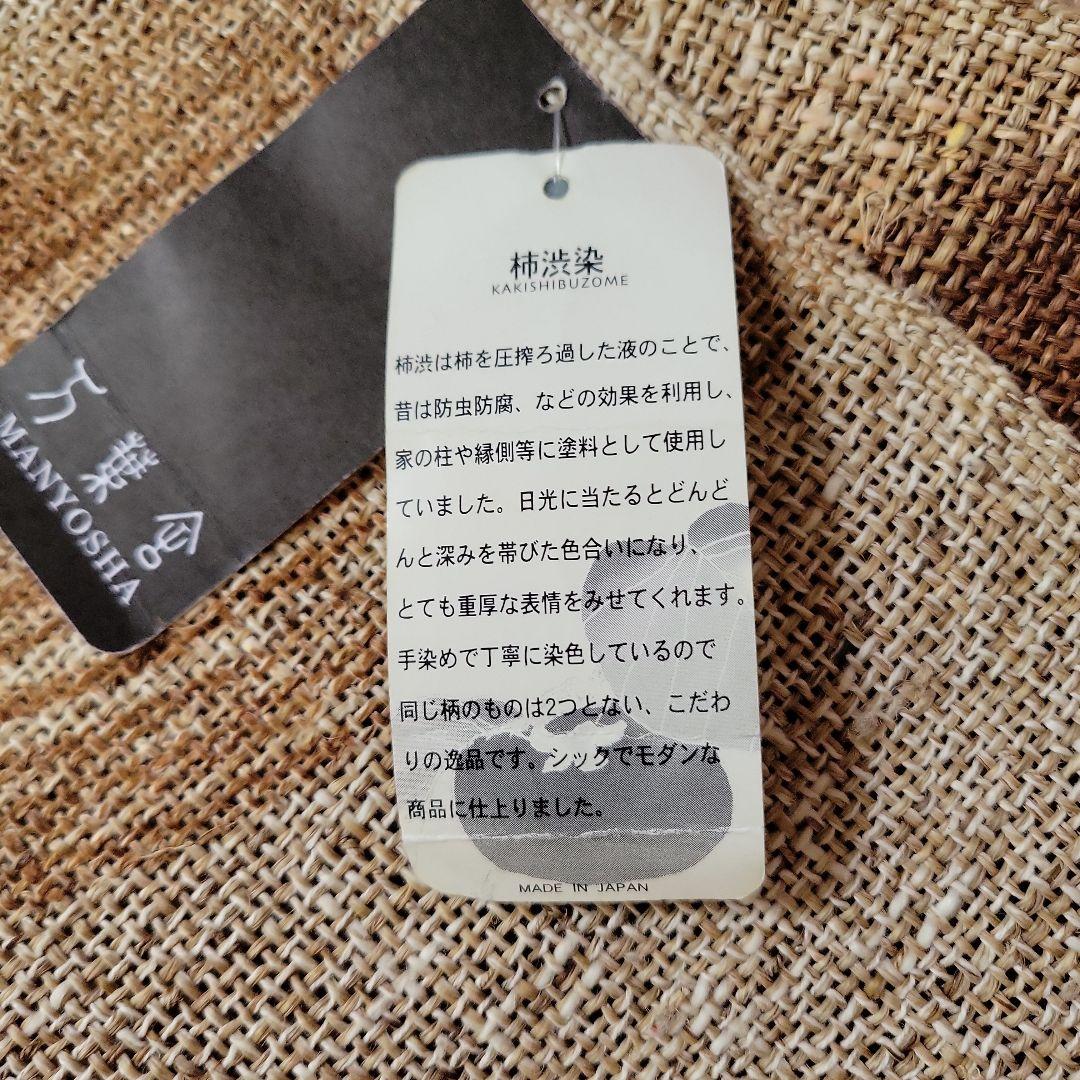 柿渋染
KAKISHIBUZOME
柿渋は柿を圧搾ろ過した液のことで、
昔は防虫防腐、などの効果を利用し、
家の柱や縁側等に塗料として使用し
ていました。日光に当たるとどんど
んと深みを帯びた色合いになり、
とても重厚な表情をみせてくれます。
手染めで丁寧に染色しているので
同じ柄のものは2つとない、こだわ
りの逸品です。シックでモダンな
商品に仕上りました。
MADE IN JAPAN
万葉舎
MANYOSHA